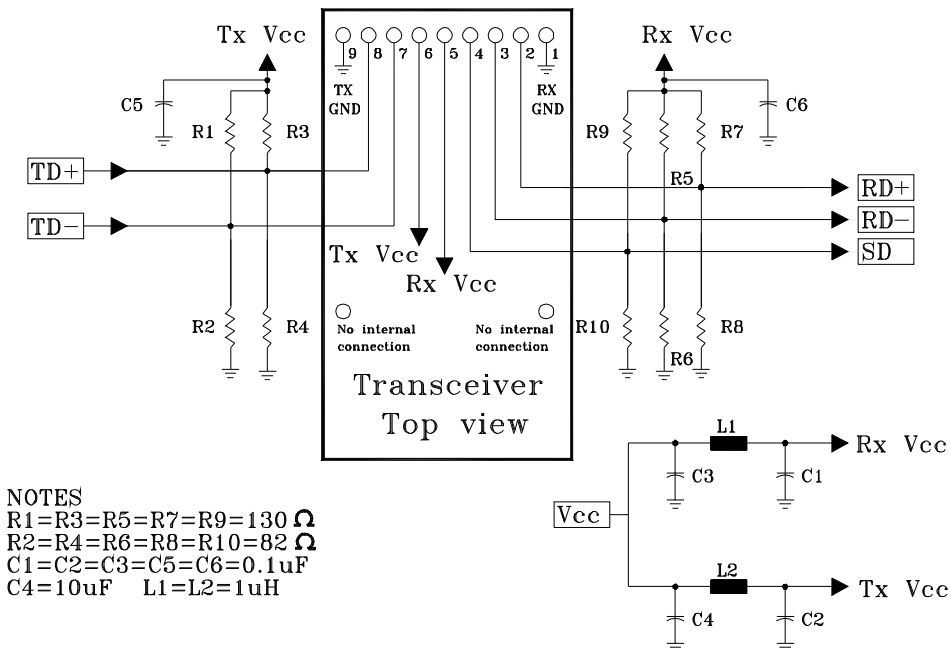 Tx Vcc
Rx Vcc
9 8 7 6 5 4 3 2 1
TX
GND
RX
GND
C5
R1
R3
R9
R7
C6
TD+
R5
RD+
TD-
RD-
Tx Vcc
SD
Rx Vcc
R2
R4
No internal
connection
No internal
connection
R10
R8
R6
Transceiver
Top view
L1
Rx Vcc
C3
C1
Vcc
L2
Tx Vcc
C4
C2
NOTES
R1=R3=R5=R7=R9=130 Ω
R2=R4=R6=R8=R10=82 Ω
C1=C2=C3=C5=C6=0.1uF
C4=10uF L1=L2=1uH